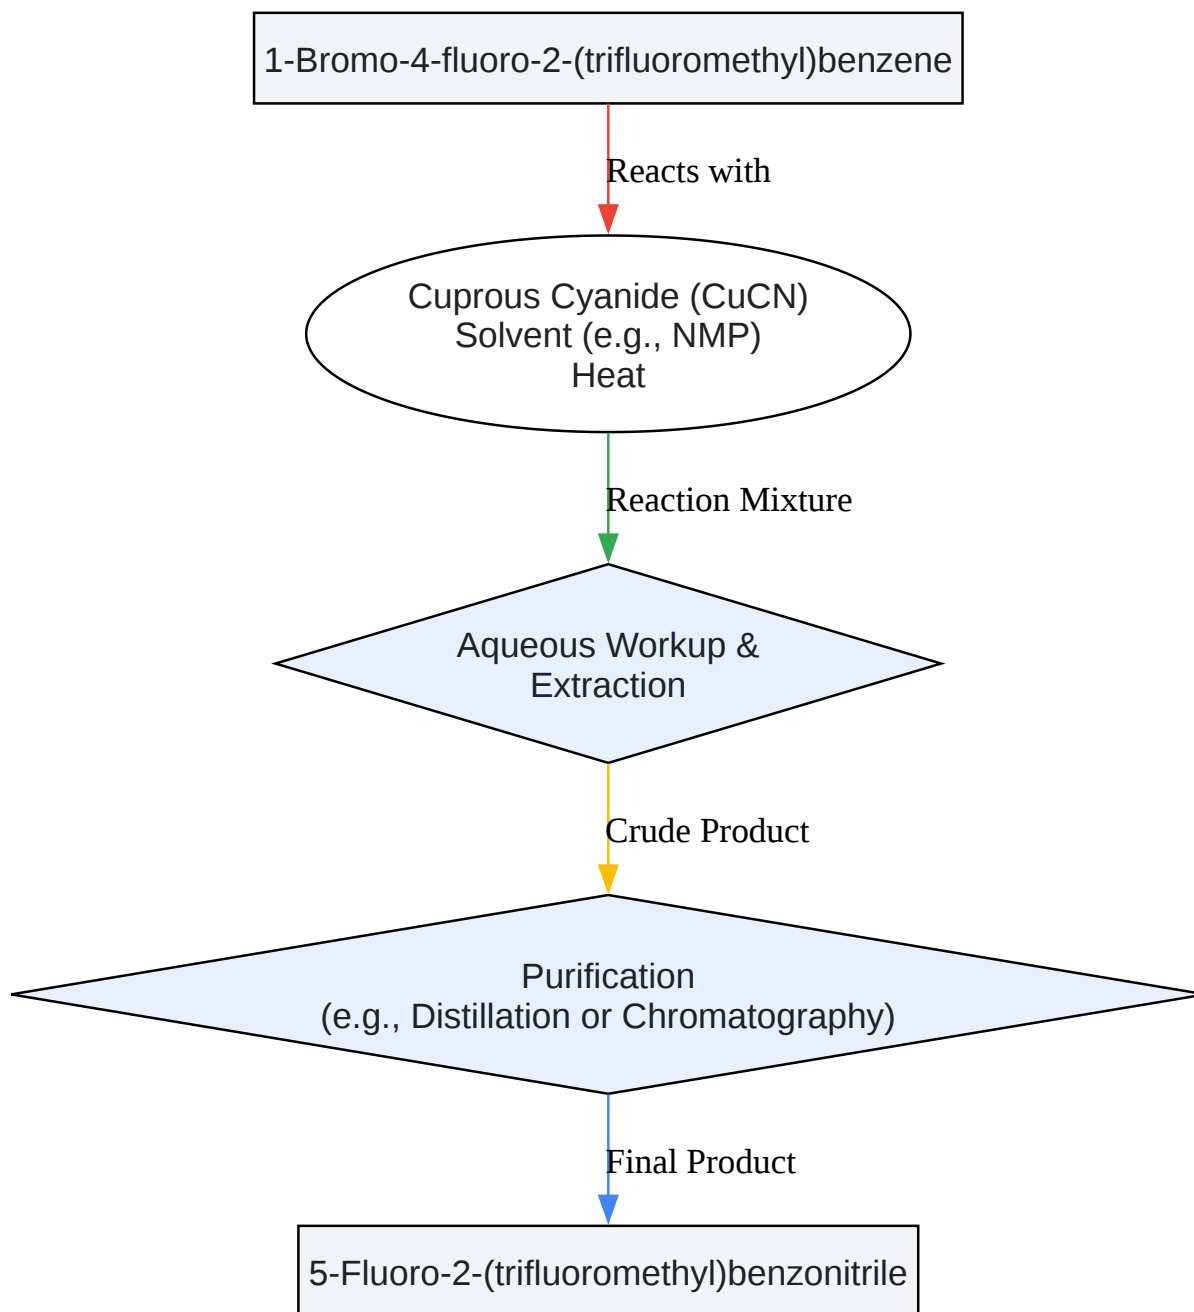 1-Bromo-4-fluoro-2-(trifluoromethyl)benzene
Reacts with
Cuprous Cyanide (CuCN)
Solvent (e.g., NMP)
Heat
Reaction Mixture
Aqueous Workup &
Extraction
Crude Product
Purification
(e.g., Distillation or Chromatography)
Final Product
5-Fluoro-2-(trifluoromethyl)benzonitrile